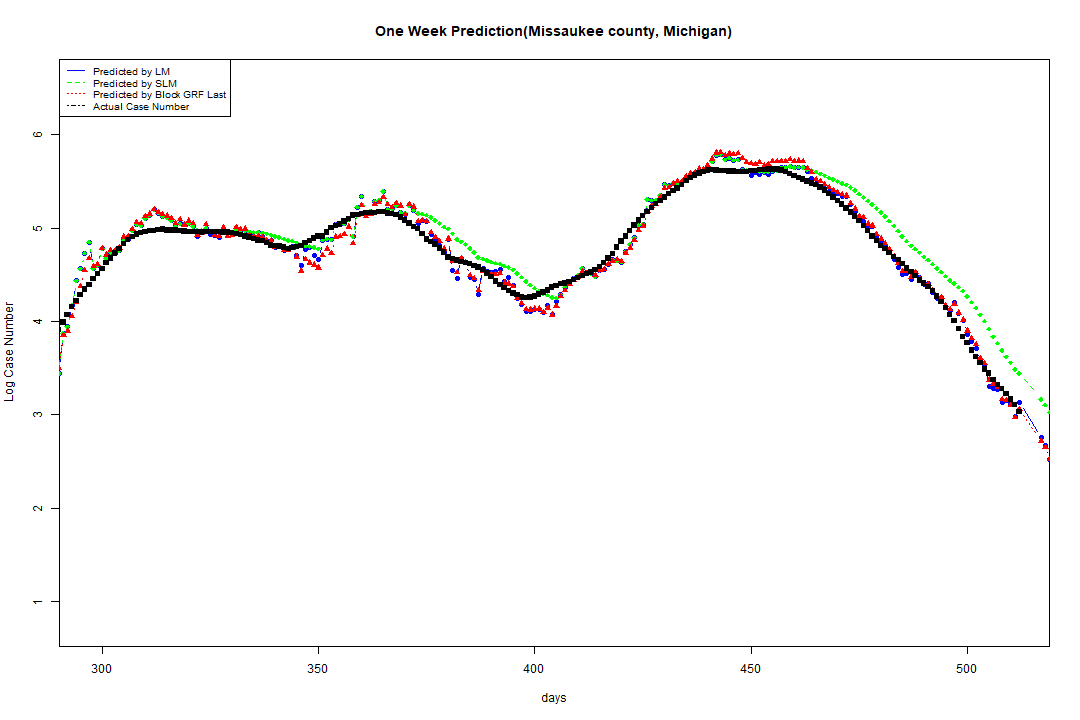 One Week Prediction(Missaukee county, Michigan)
Predicted by LM
Predicted by SLM
Predicted by Block GRF Last
Actual Case Number
6
5
4
3
2
1
Log Case Number
300 350 400 450 500
days